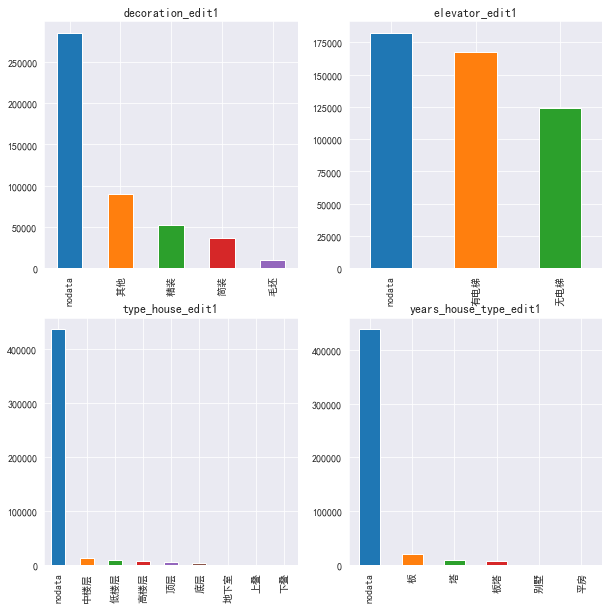 decoration_edit1
300000
250000
200000
150000
100000
50000
0
nodata
其他
精装
简装
毛坯
elevator_edit1
175000
150000
125000
100000
75000
50000
25000
0
nodata
有电梯
无电梯
type_house_edit1
400000
300000
200000
100000
0
nodata
中楼层
低楼层
高楼层
顶层
底层
地下室
上叠
下叠
years_house_type_edit1
400000
300000
200000
100000
0
nodata
板
塔
板塔
别墅
平房